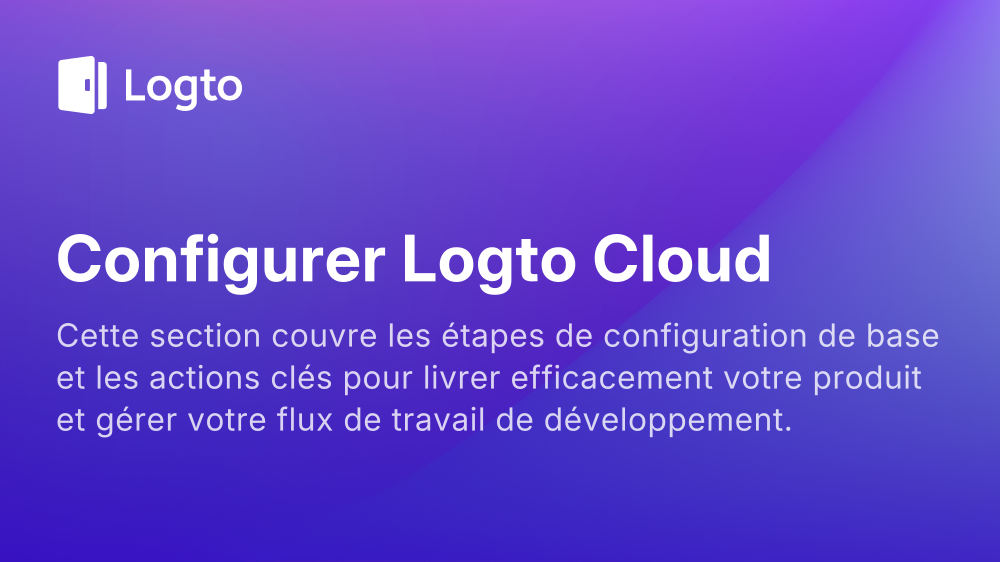 Logto
Configurer Logto Cloud
Cette section couvre les étapes de configuration de base
et les actions clés pour livrer efficacement votre produit
et gérer votre flux de travail de développement.